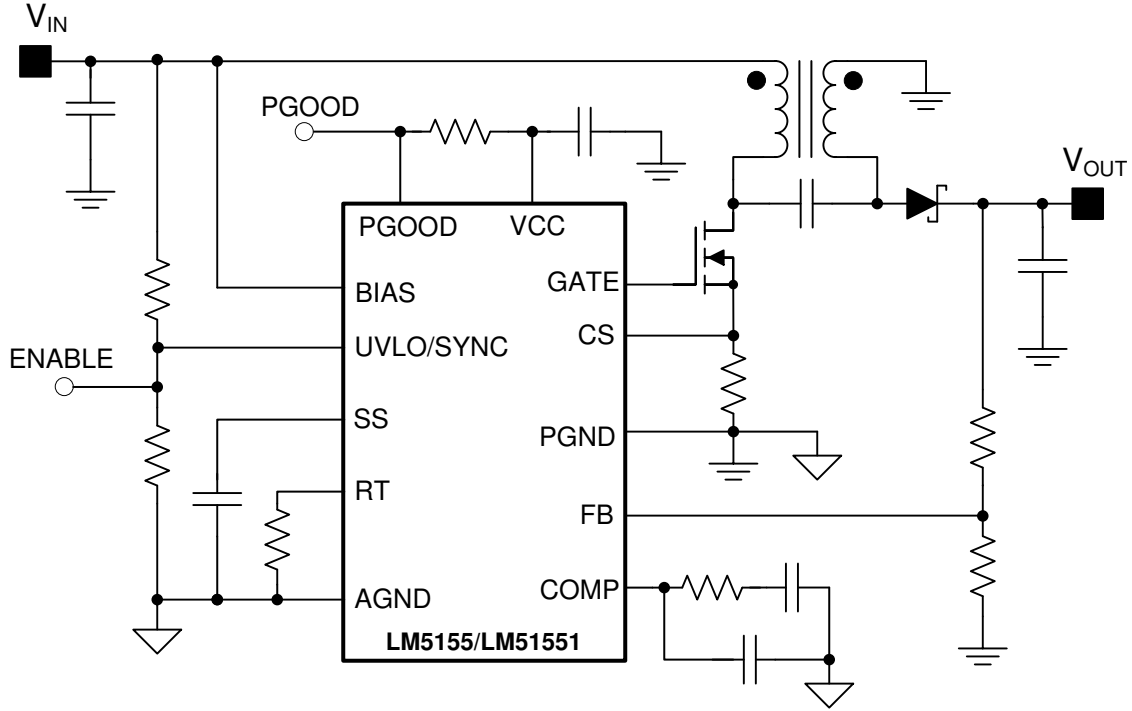 VIN
PGOOD
VOUT
PGOOD VCC
GATE
BIAS
CS
UVLO/SYNC
ENABLE
SS
PGND
RT
FB
COMP
AGND
LM5155/LM51551